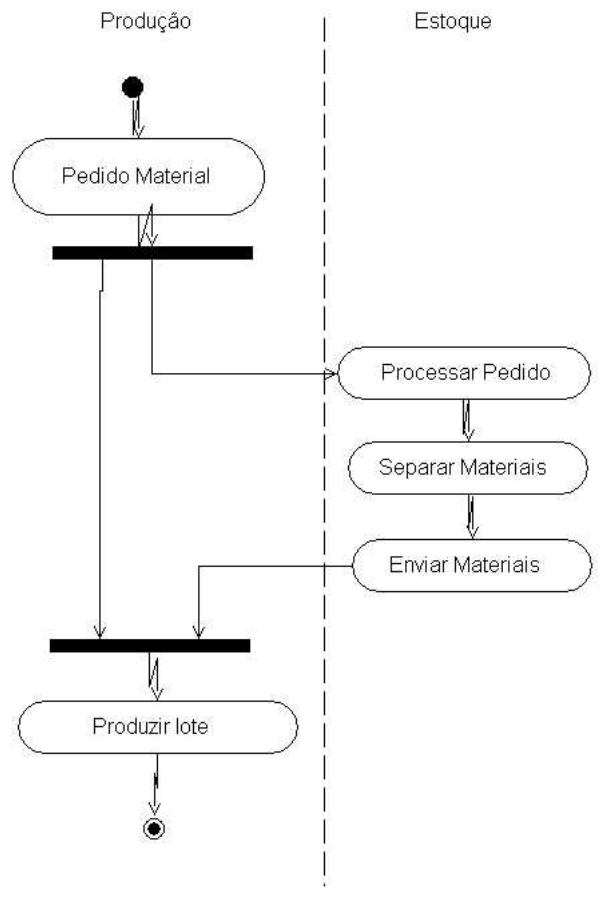 Produção
Estoque
Pedido Material
Processar Pedido
Separar Materiais
Enviar Materiais
Produzir lote